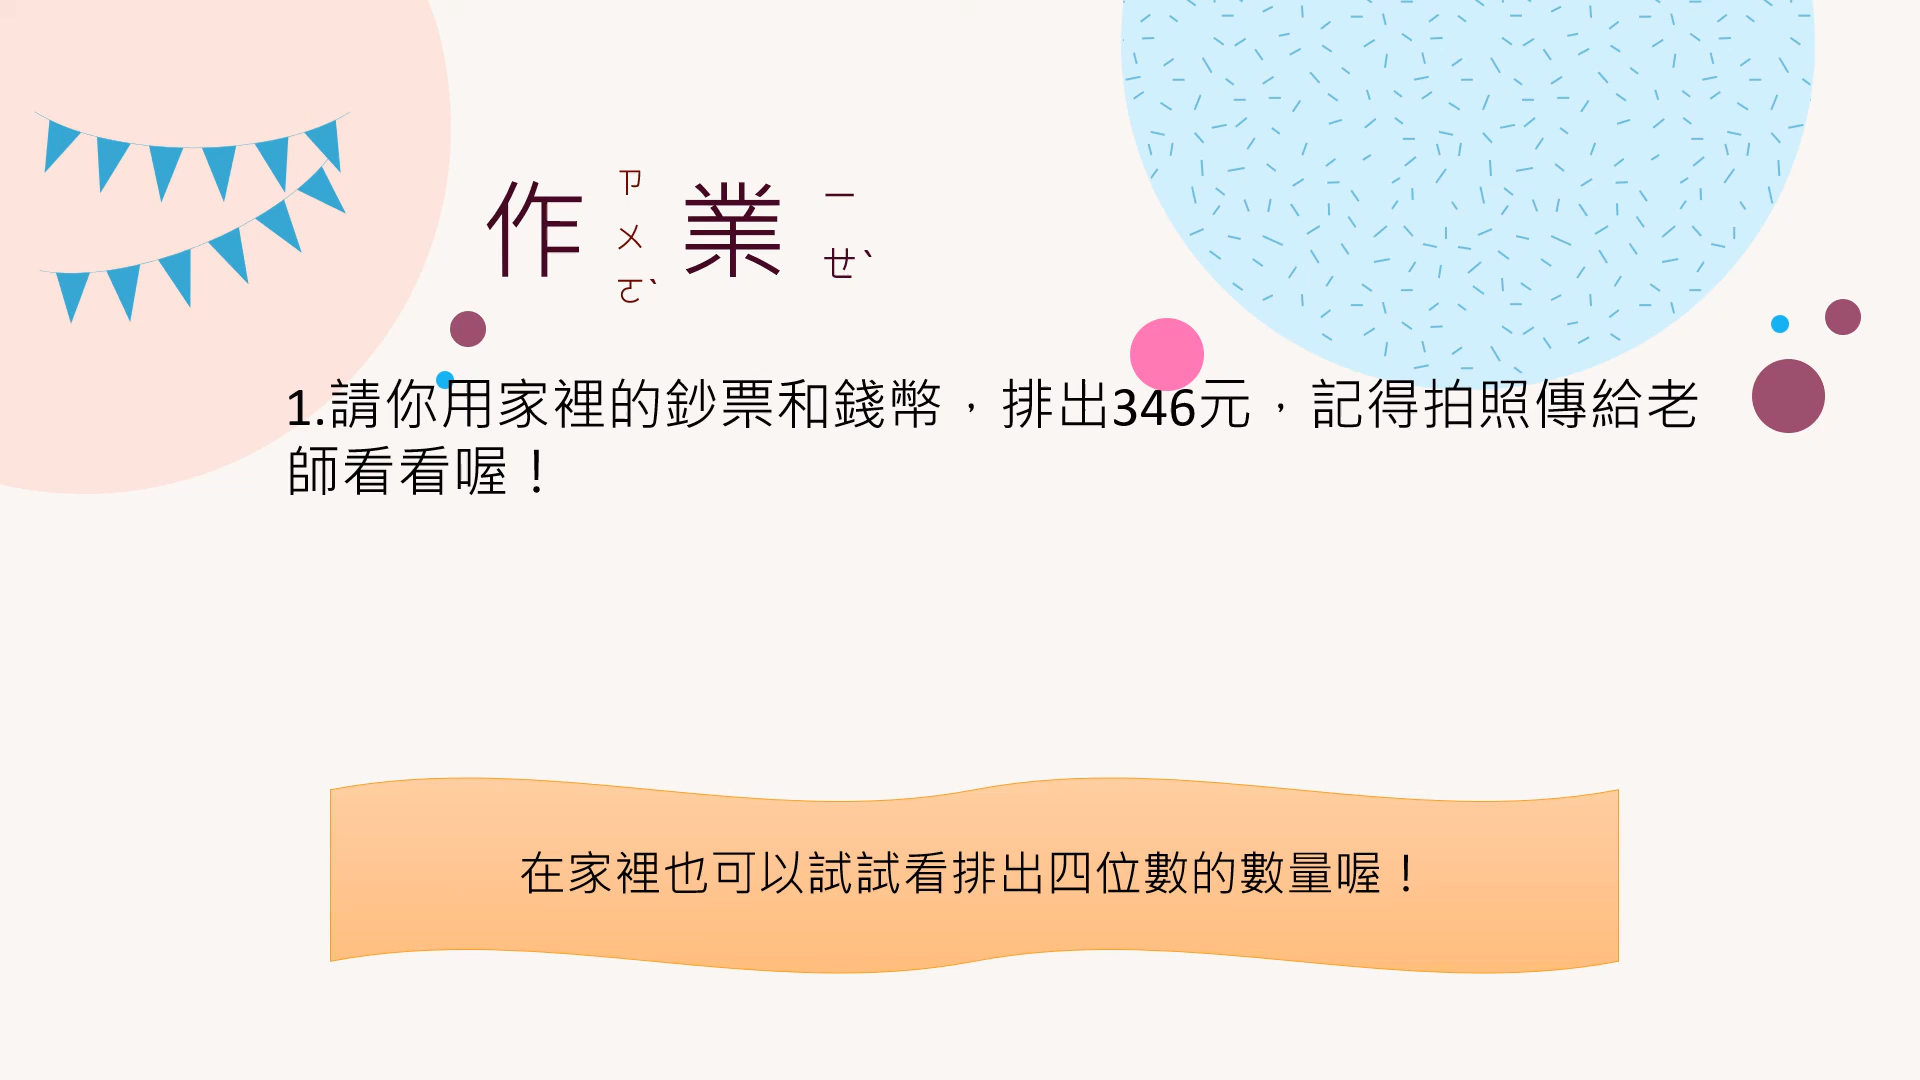 作ㄗㄨㄛˋ業ㄧㄝˋ
1.請你用家裡的鈔票和錢幣，排出346元，記得拍照傳給老
師看看喔！
在家裡也可以試試看排出四位數的數量喔！